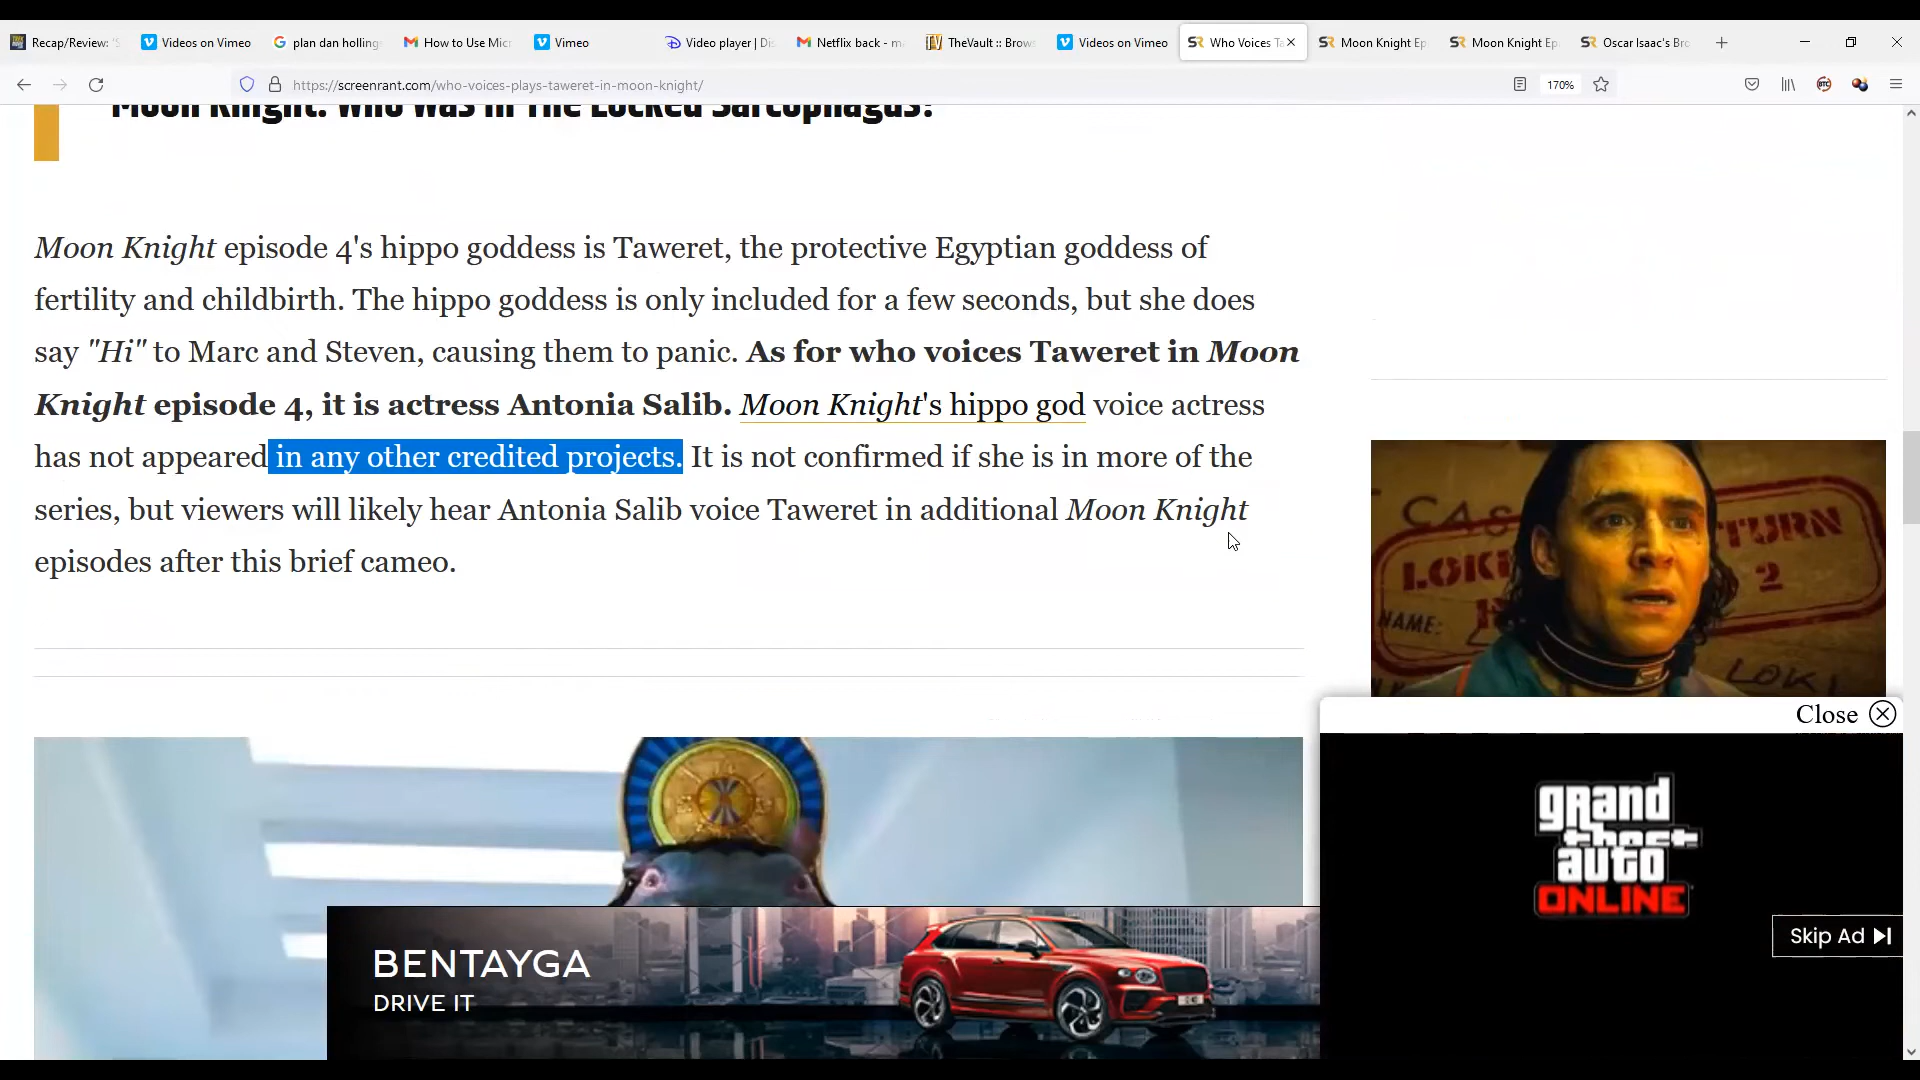 Recap/Review: 'S
Videos on Vimeo
plan dan holling
How to Use Micr
Vimeo
Video player | Dis
Netflix back - m
TheVault :: Brow
Videos on Vimeo
Who Voices Ta
Moon Knight Ep
Moon Knight Ep
Oscar Isaac's Bro
https://screenrant.com/who-voices-plays-taweret-in-moon-knight/
170%
Moon Knight: Who Was In The Locked Sarcophagus?
Moon Knight episode 4's hippo goddess is Taweret, the protective Egyptian goddess of
fertility and childbirth. The hippo goddess is only included for a few seconds, but she does
say "Hi" to Marc and Steven, causing them to panic. As for who voices Taweret in Moon
Knight episode 4, it is actress Antonia Salib. Moon Knight's hippo god voice actress
has not appeared in any other credited projects. It is not confirmed if she is in more of the
series, but viewers will likely hear Antonia Salib voice Taweret in additional Moon Knight
episodes after this brief cameo.
LOKI
TURN
2
NAME:
LOKI
Close
grand
theft
auto
ONLINE
Skip Ad
BENTAYGA
DRIVE IT